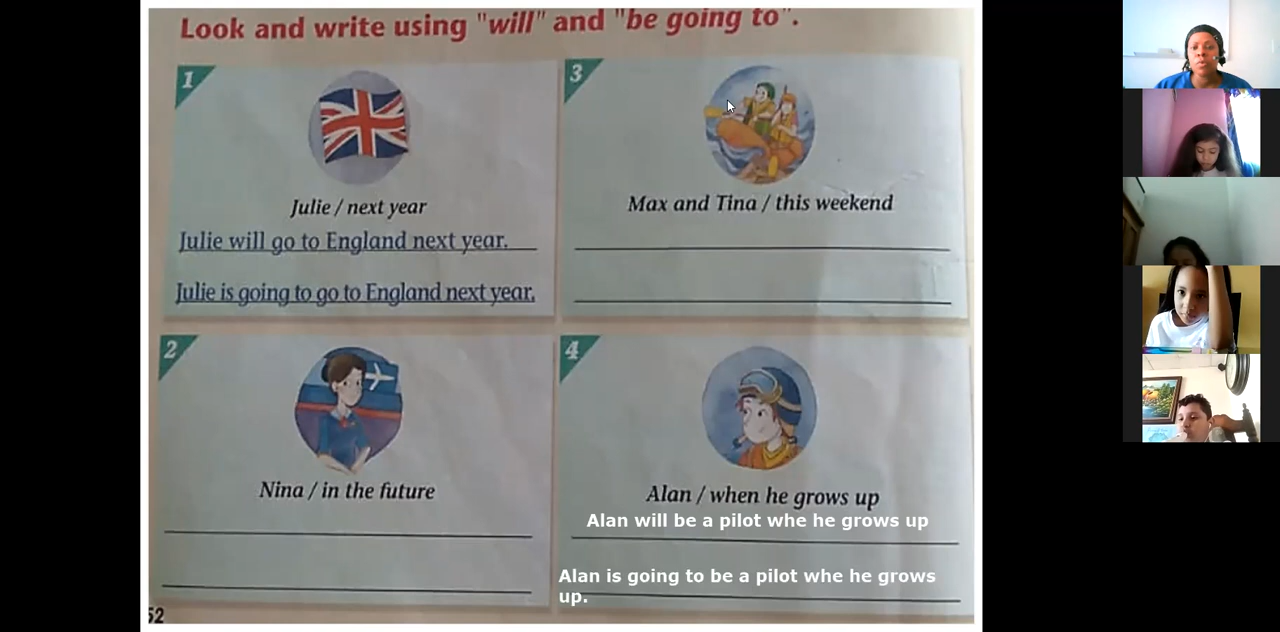 Look and write using "will" and "be going to".
1
Julie / next year
Julie will go to England next year.
Julie is going to go to England next year.
2
Nina / in the future
3
Max and Tina / this weekend
4
Alan / when he grows up
Alan will be a pilot whe he grows up
Alan is going to be a pilot whe he grows
up.
52